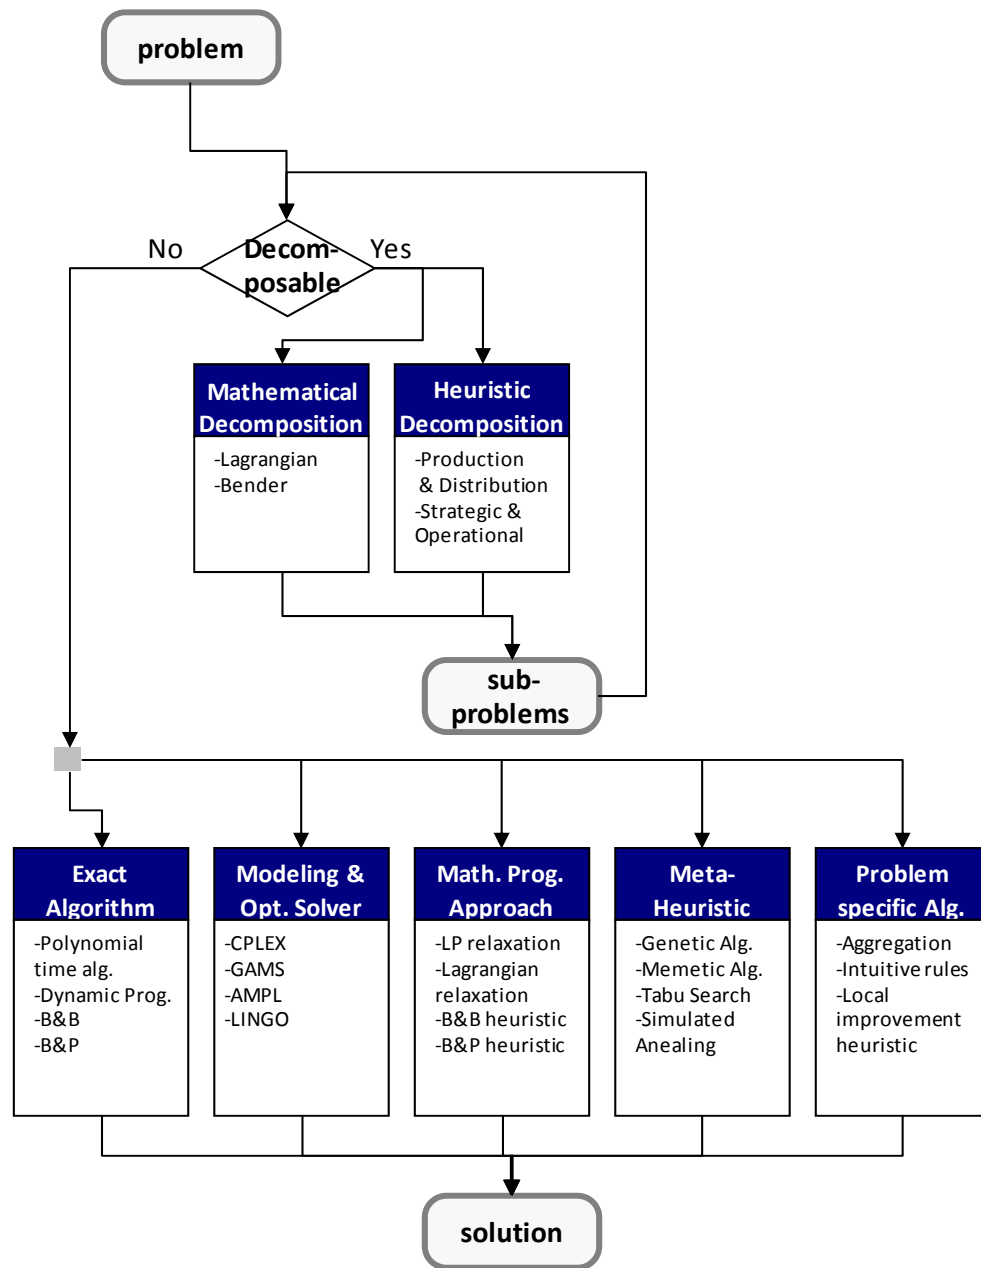 problem
No
Decom-
posable
Yes
Mathematical
Decomposition
-Lagrangian
-Bender
Heuristic
Decomposition
-Production
& Distribution
-Strategic &
Operational
sub-
problems
Exact
Algorithm
-Polynomial
time alg.
-Dynamic Prog.
-B&B
-B&P
Modeling &
Opt. Solver
-CPLEX
-GAMS
-AMPL
-LINGO
Math. Prog.
Approach
-LP relaxation
-Lagrangian
relaxation
-B&B heuristic
-B&P heuristic
Meta-
Heuristic
-Genetic Alg.
-Memetic Alg.
-Tabu Search
-Simulated
Anealing
Problem
specific Alg.
-Aggregation
-Intuitive rules
-Local
improvement
heuristic
solution